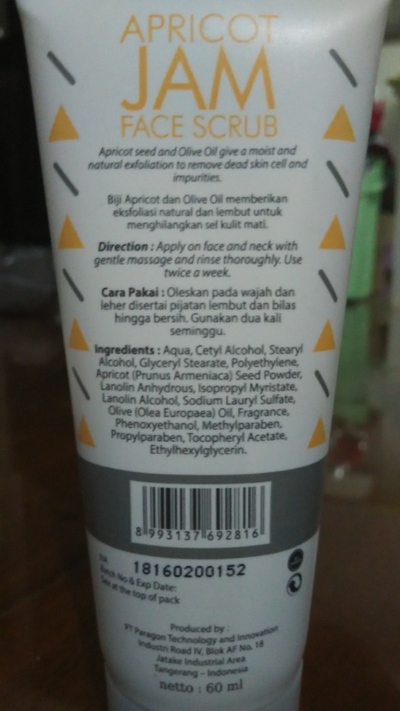 APRICOT
JAM
FACE SCRUB
Apricot seed and Olive Oil give a moist and
natural exfoliation to remove dead skin cell and
impurities.
Biji Apricot dan Olive Oil memberikan
eksfoliasi natural dan lembut untuk
menghilangkan sel kulit mati.
Direction : Apply on face and neck with
gentle massage and rinse thoroughly. Use
twice a week.
Cara Pakai : Oleskan pada wajah dan
leher disertai pijatan lembut dan bilas
hingga bersih. Gunakan dua kali
seminggu.
Ingredients : Aqua, Cetyl Alcohol, Stearyl
Alcohol, Glyceryl Stearate, Polyethylene,
Apricot (Prunus Armeniaca) Seed Powder,
Lanolin Anhydrous, Isopropyl Myristate,
Lanolin Alcohol, Sodium Lauryl Sulfate,
Olive (Olea Europaea) Oil, Fragrance,
Phenoxyethanol, Methylparaben,
Propylparaben, Tocopheryl Acetate,
Ethylhexylglycerin.
8 993137 692816
NA 18160200152
Batch No & Exp Date:
See at the top of pack
Produced by :
PT Paragon Technology and Innovation
Industri Road IV, Blok AF No. 18
Jatake Industrial Area
Tangerang – Indonesia
netto : 60 ml